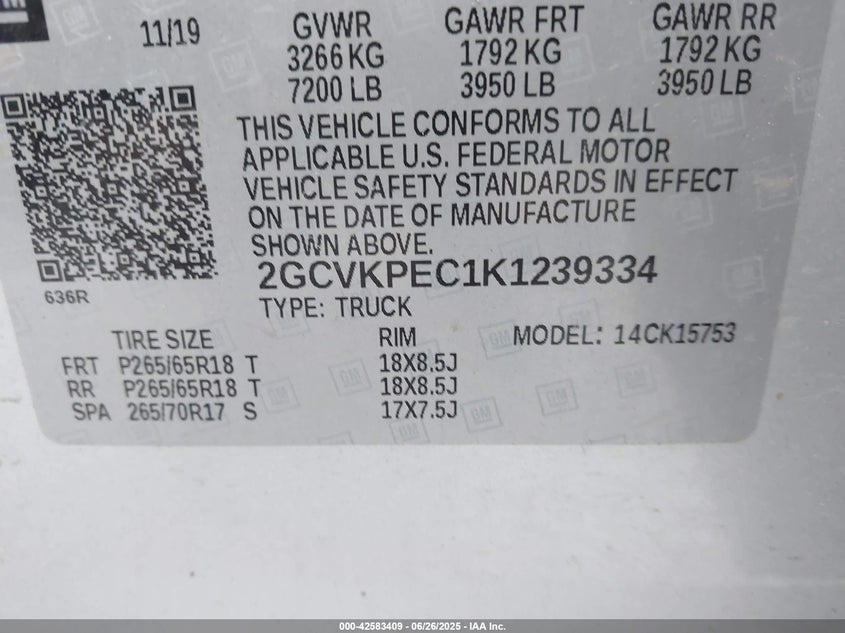 GM
11/19 GVWR GAWR FRT GAWR RR
3266 KG 1792 KG 1792 KG
7200 LB 3950 LB 3950 LB
THIS VEHICLE CONFORMS TO ALL
APPLICABLE U.S. FEDERAL MOTOR
VEHICLE SAFETY STANDARDS IN EFFECT
ON THE DATE OF MANUFACTURE
SHOWN ABOVE.
2GCVKPEC1K1239334
636R
TYPE: TRUCK
TIRE SIZE RIM MODEL: 14CK15753
FRT P265/65R18 T 18X8.5J
RR P265/65R18 T 18X8.5J
SPA 265/70R17 S 17X7.5J
000-42583409 - 06/26/2025 - IAA Inc.